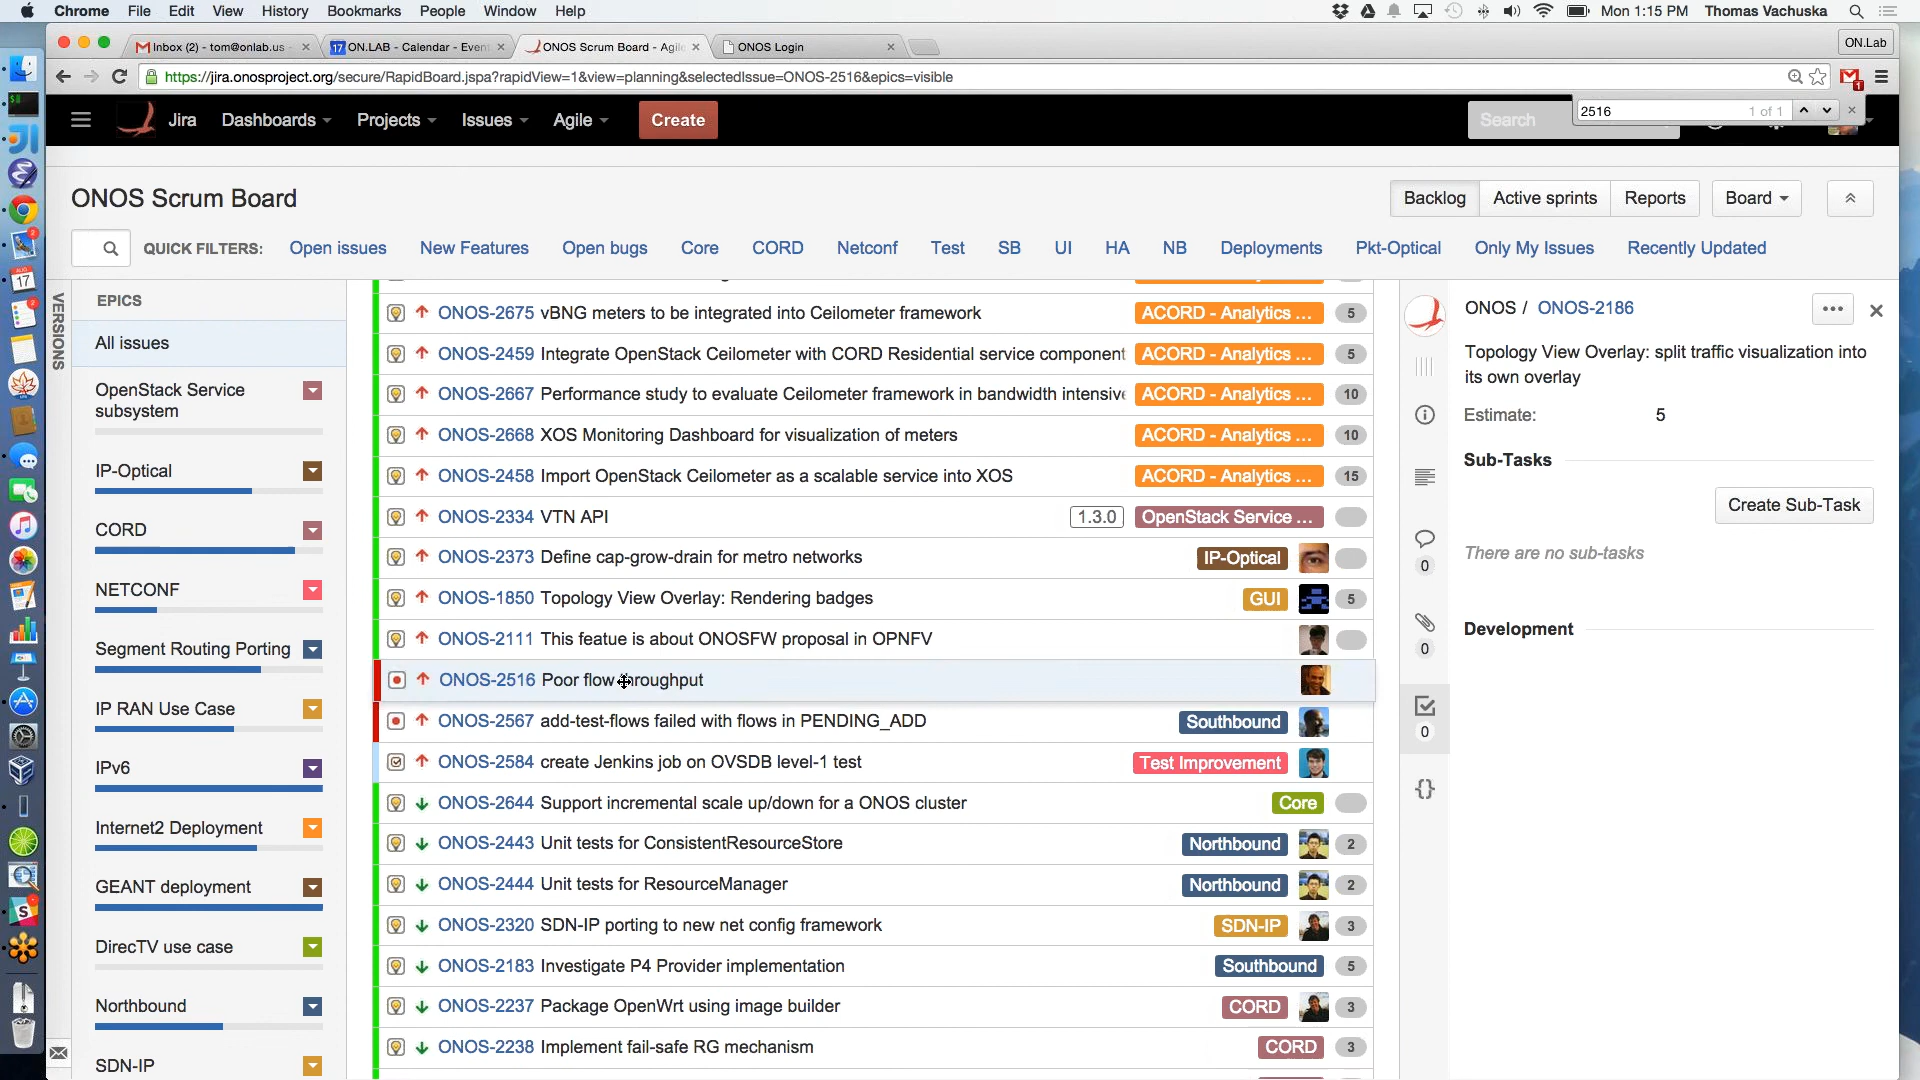 Chrome File Edit View History Bookmarks People Window Help Mon 1:15 PM Thomas Vachuska
Inbox (2) - tom@onlab.us ON.LAB - Calendar - Even ONOS Scrum Board - Agile ONOS Login ON.Lab
https://jira.onosproject.org/secure/RapidBoard.jspa?rapidView=1&view=planning&selectedIssue=ONOS-2516&epics=visible
Jira Dashboards Projects Issues Agile Create Search 2516 1 of 1
ONOS Scrum Board Backlog Active sprints Reports Board
QUICK FILTERS: Open issues New Features Open bugs Core CORD Netconf Test SB UI HA NB Deployments Pkt-Optical Only My Issues Recently Updated
VERSIONS
EPICS
All issues
OpenStack Service
subsystem
IP-Optical
CORD
NETCONF
Segment Routing Porting
IP RAN Use Case
IPv6
Internet2 Deployment
GEANT deployment
DirecTV use case
Northbound
SDN-IP
ONOS-2675 vBNG meters to be integrated into Ceilometer framework ACORD - Analytics ... 5
ONOS-2459 Integrate OpenStack Ceilometer with CORD Residential service component ACORD - Analytics ... 5
ONOS-2667 Performance study to evaluate Ceilometer framework in bandwidth intensiv ACORD - Analytics ... 10
ONOS-2668 XOS Monitoring Dashboard for visualization of meters ACORD - Analytics ... 10
ONOS-2458 Import OpenStack Ceilometer as a scalable service into XOS ACORD - Analytics ... 15
ONOS-2334 VTN API 1.3.0 OpenStack Service ...
ONOS-2373 Define cap-grow-drain for metro networks IP-Optical
ONOS-1850 Topology View Overlay: Rendering badges GUI 5
ONOS-2111 This featue is about ONOSFW proposal in OPNFV
ONOS-2516 Poor flow throughput
ONOS-2567 add-test-flows failed with flows in PENDING_ADD Southbound
ONOS-2584 create Jenkins job on OVSDB level-1 test Test Improvement
ONOS-2644 Support incremental scale up/down for a ONOS cluster Core
ONOS-2443 Unit tests for ConsistentResourceStore Northbound 2
ONOS-2444 Unit tests for ResourceManager Northbound 2
ONOS-2320 SDN-IP porting to new net config framework SDN-IP 3
ONOS-2183 Investigate P4 Provider implementation Southbound 5
ONOS-2237 Package OpenWrt using image builder CORD 3
ONOS-2238 Implement fail-safe RG mechanism CORD 3
ONOS / ONOS-2186
Topology View Overlay: split traffic visualization into
its own overlay
Estimate: 5
Sub-Tasks
Create Sub-Task
There are no sub-tasks
Development
0
0
0